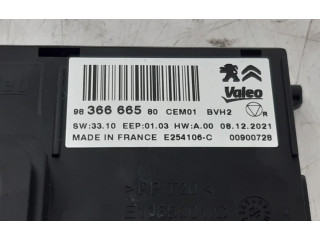 Valeo
98 366 665 80 CEM01 BVH2 R
SW:33.10 EEP:01.03 HW:A.00 08.12.2021
MADE IN FRANCE E254106-C 00900728